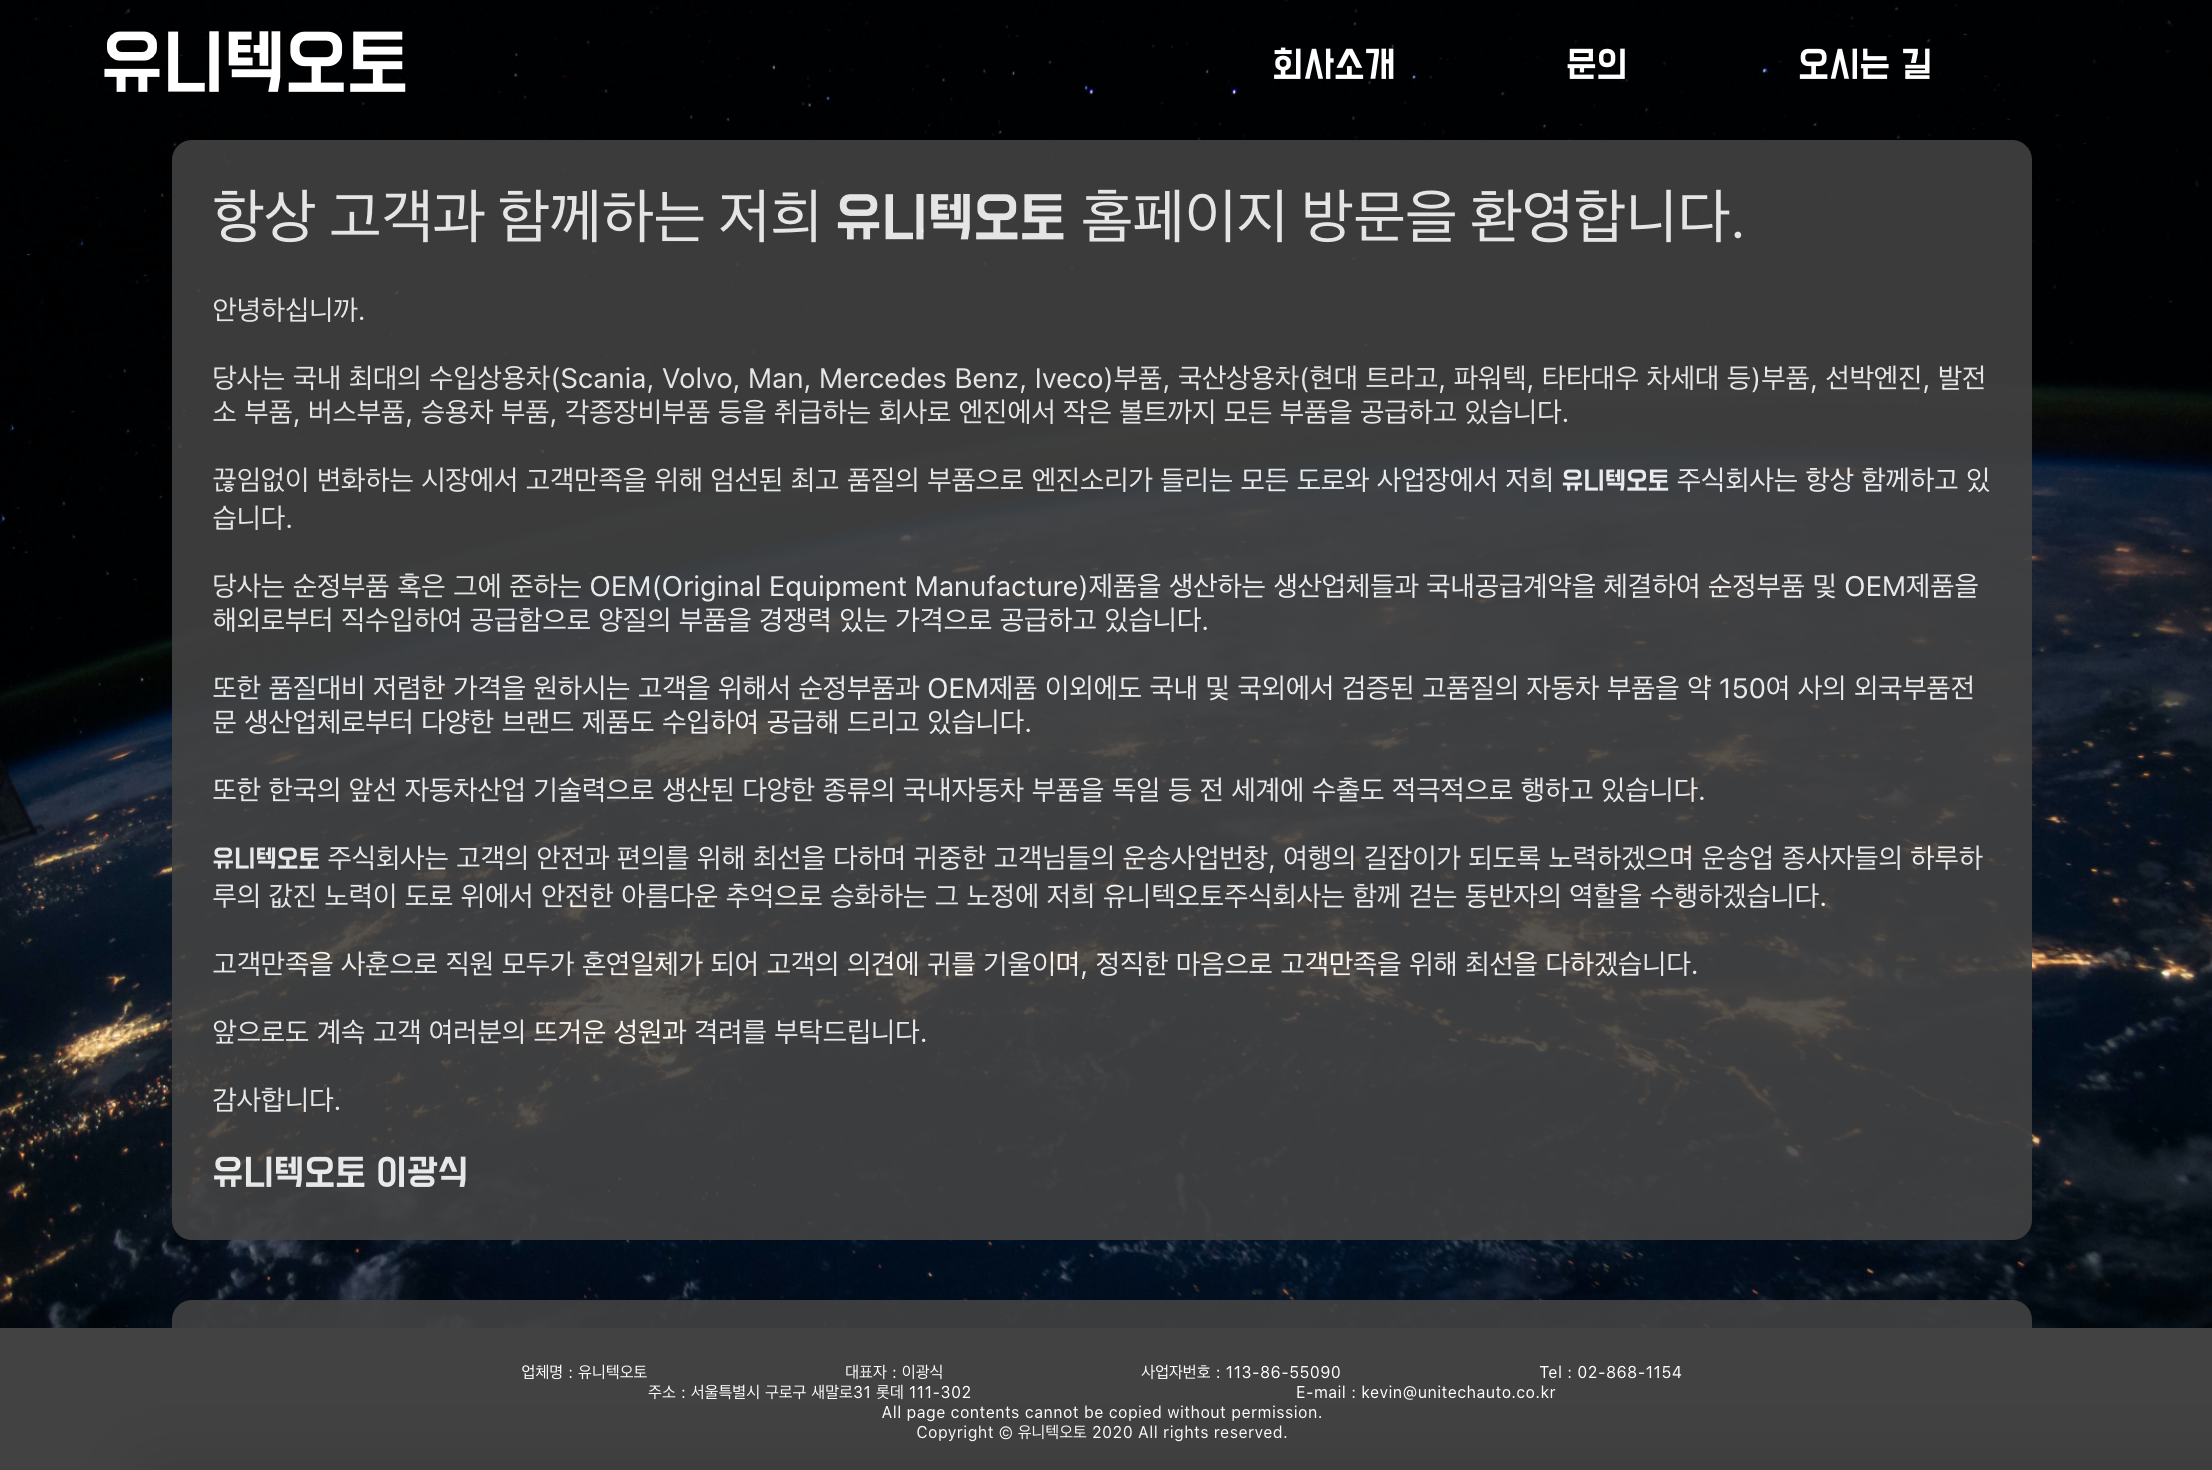 유니텍오토
회사소개 문의 오시는 길
항상 고객과 함께하는 저희 유니텍오토 홈페이지 방문을 환영합니다.
안녕하십니까.
당사는 국내 최대의 수입상용차(Scania, Volvo, Man, Mercedes Benz, Iveco)부품, 국산상용차(현대 트라고, 파워텍, 타타대우 차세대 등)부품, 선박엔진, 발전
소 부품, 버스부품, 승용차 부품, 각종장비부품 등을 취급하는 회사로 엔진에서 작은 볼트까지 모든 부품을 공급하고 있습니다.
끊임없이 변화하는 시장에서 고객만족을 위해 엄선된 최고 품질의 부품으로 엔진소리가 들리는 모든 도로와 사업장에서 저희 유니텍오토 주식회사는 항상 함께하고 있
습니다.
당사는 순정부품 혹은 그에 준하는 OEM(Original Equipment Manufacture)제품을 생산하는 생산업체들과 국내공급계약을 체결하여 순정부품 및 OEM제품을
해외로부터 직수입하여 공급함으로 양질의 부품을 경쟁력 있는 가격으로 공급하고 있습니다.
또한 품질대비 저렴한 가격을 원하시는 고객을 위해서 순정부품과 OEM제품 이외에도 국내 및 국외에서 검증된 고품질의 자동차 부품을 약 150여 사의 외국부품전
문 생산업체로부터 다양한 브랜드 제품도 수입하여 공급해 드리고 있습니다.
또한 한국의 앞선 자동차산업 기술력으로 생산된 다양한 종류의 국내자동차 부품을 독일 등 전 세계에 수출도 적극적으로 행하고 있습니다.
유니텍오토 주식회사는 고객의 안전과 편의를 위해 최선을 다하며 귀중한 고객님들의 운송사업번창, 여행의 길잡이가 되도록 노력하겠으며 운송업 종사자들의 하루하
루의 값진 노력이 도로 위에서 안전한 아름다운 추억으로 승화하는 그 노정에 저희 유니텍오토주식회사는 함께 걷는 동반자의 역할을 수행하겠습니다.
고객만족을 사훈으로 직원 모두가 혼연일체가 되어 고객의 의견에 귀를 기울이며, 정직한 마음으로 고객만족을 위해 최선을 다하겠습니다.
앞으로도 계속 고객 여러분의 뜨거운 성원과 격려를 부탁드립니다.
감사합니다.
유니텍오토 이광식
업체명 : 유니텍오토 대표자 : 이광식 사업자번호 : 113-86-55090 Tel : 02-868-1154
주소 : 서울특별시 구로구 새말로31 롯데 111-302 E-mail : kevin@unitechauto.co.kr
All page contents cannot be copied without permission.
Copyright © 유니텍오토 2020 All rights reserved.